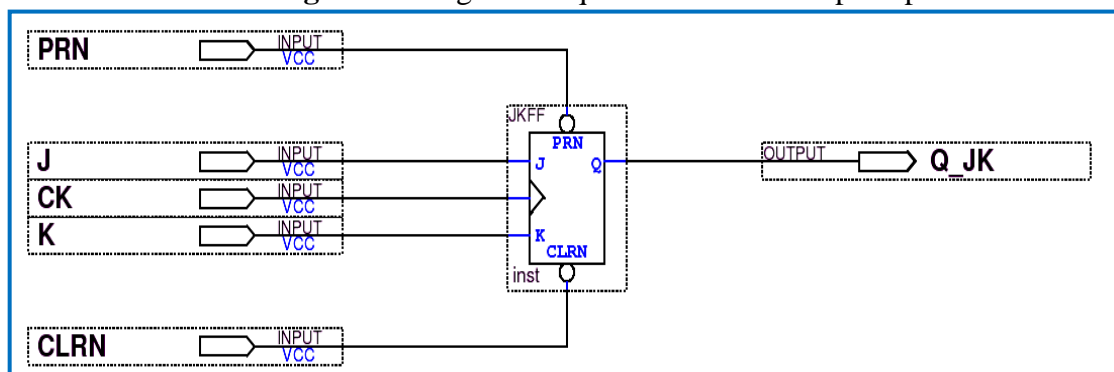 PRN
INPUT
VCC
JKFF
PRN
J
INPUT
VCC
J
Q
OUTPUT
Q_JK
CK
INPUT
VCC
K
INPUT
VCC
K
CLRN
inst
CLRN
INPUT
VCC